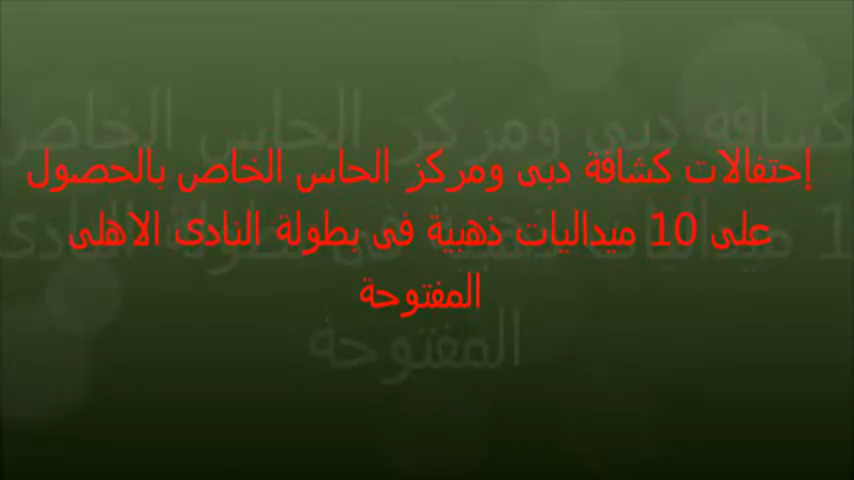 إحتفالات كشافة دبى ومركز الحاس الخاص بالحصول
على 10 ميداليات ذهبية فى بطولة النادى الاهلى
المفتوحة